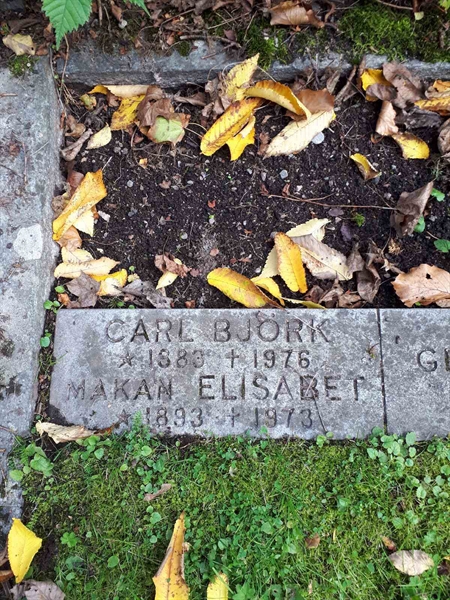 CARL BJÖRK
* 1883 + 1976
MAKAN ELISABET
* 1893 + 1973